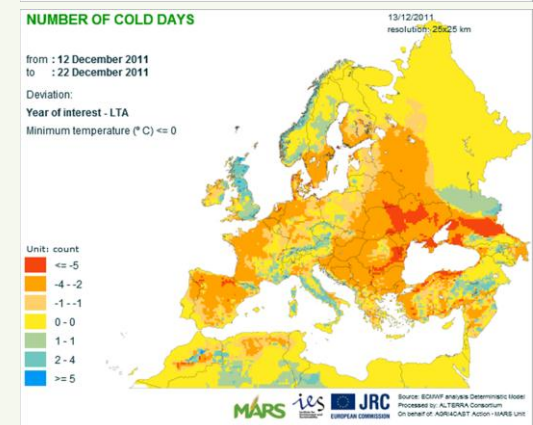 NUMBER OF COLD DAYS
13/12/2011
resolution: 25x25 km
from : 12 December 2011
to : 22 December 2011
Deviation:
Year of interest - LTA
Minimum temperature (° C) <= 0
Unit: count
<= -5
-4 - -2
-1 - -1
0 - 0
1 - 1
2 - 4
>= 5
MARS
ies
JRC
EUROPEAN COMMISSION
Source: ECMWF analysis Deterministic Model
Processed by: ALTERRA Consortium
On behalf of: AGRI4CAST Action - MARS Unit